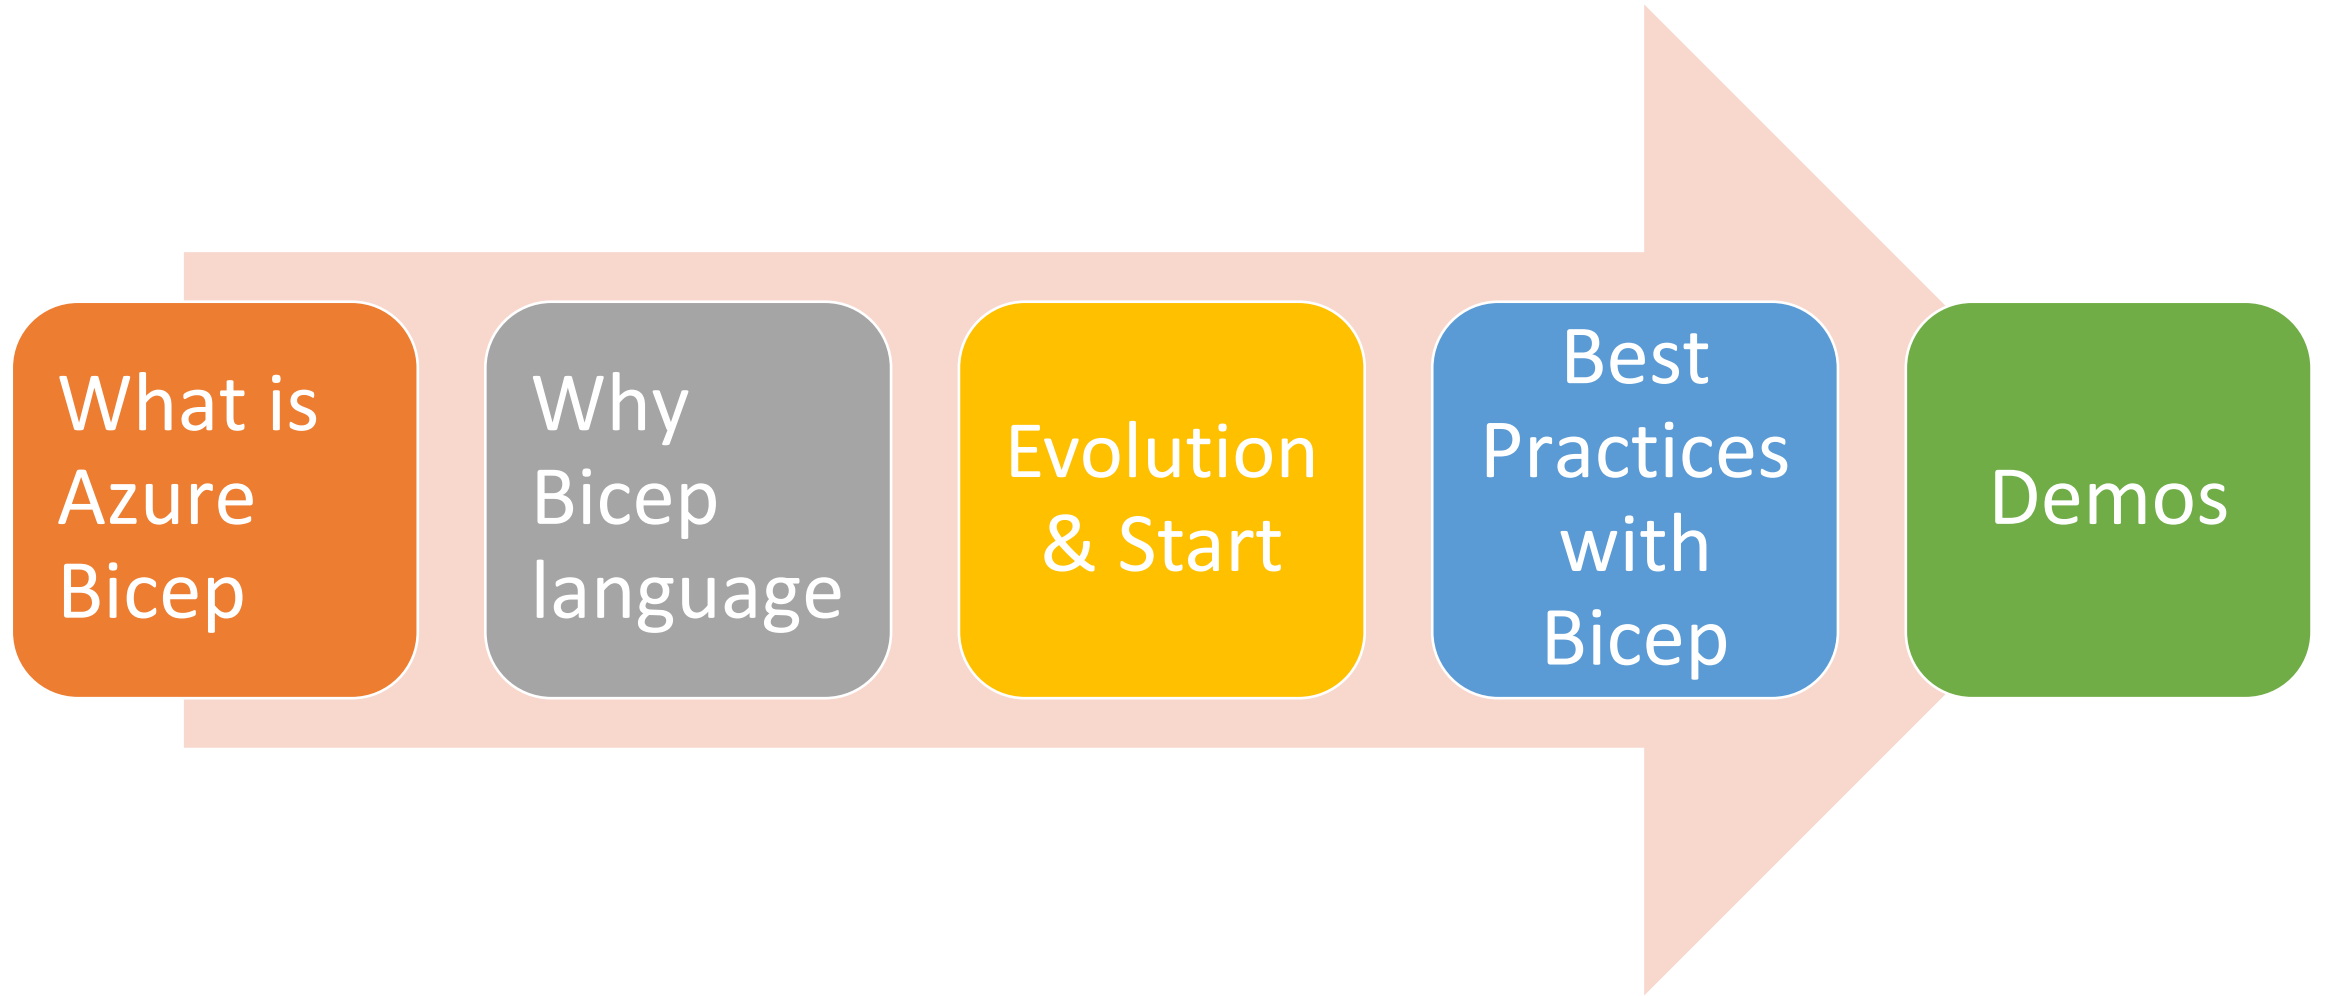 What is
Azure
Bicep
Why
Bicep
language
Evolution
& Start
Best
Practices
with
Bicep
Demos